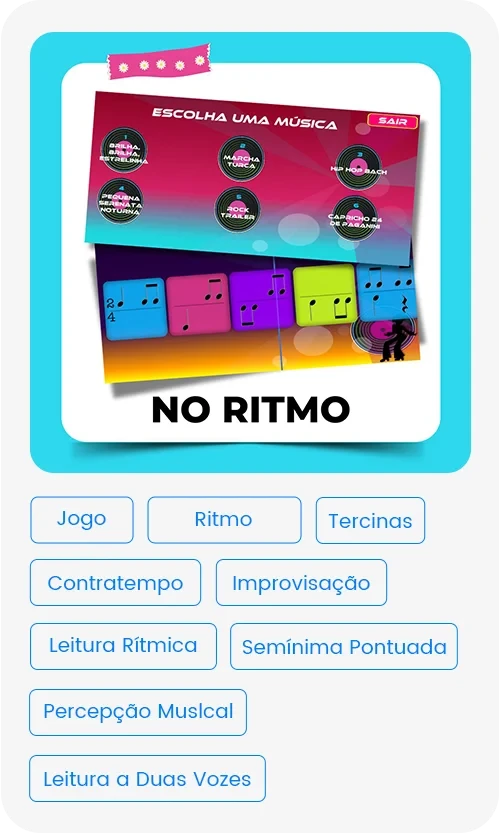 ESCOLHA UMA MÚSICA
SAIR
1
BRILHA,
BRILHA,
ESTRELINHA
2
MARCHA
TURCA
3
HIP HOP BACH
4
PEQUENA
SERENATA
NOTURNA
5
ROCK
TRAILER
6
CAPRICHO 24
DE PAGANINI
2
4
NO RITMO
Jogo
Ritmo
Tercinas
Contratempo
Improvisação
Leitura Rítmica
Semínima Pontuada
Percepção Muslcal
Leitura a Duas Vozes